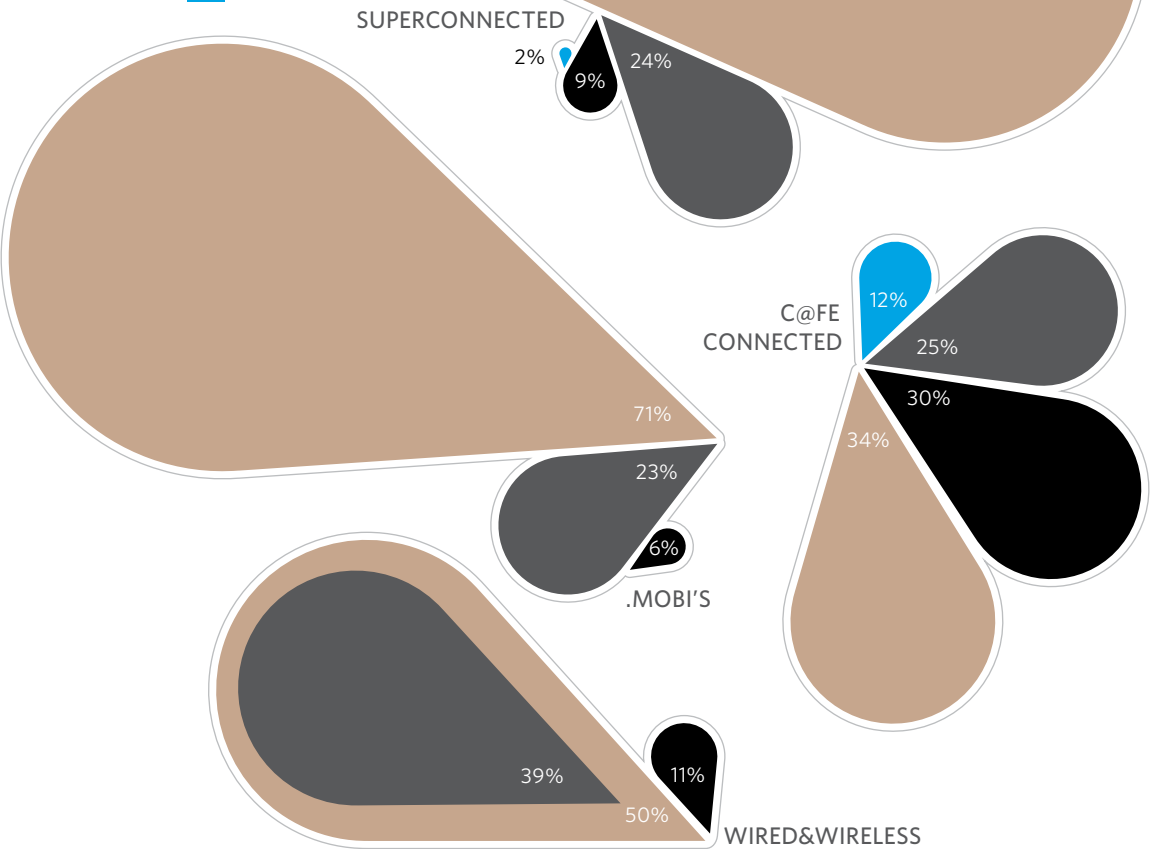 SUPERCONNECTED
2%
9%
24%
12%
C@FE
CONNECTED
25%
30%
34%
71%
23%
6%
.MOBI'S
39%
50%
11%
WIRED&WIRELESS